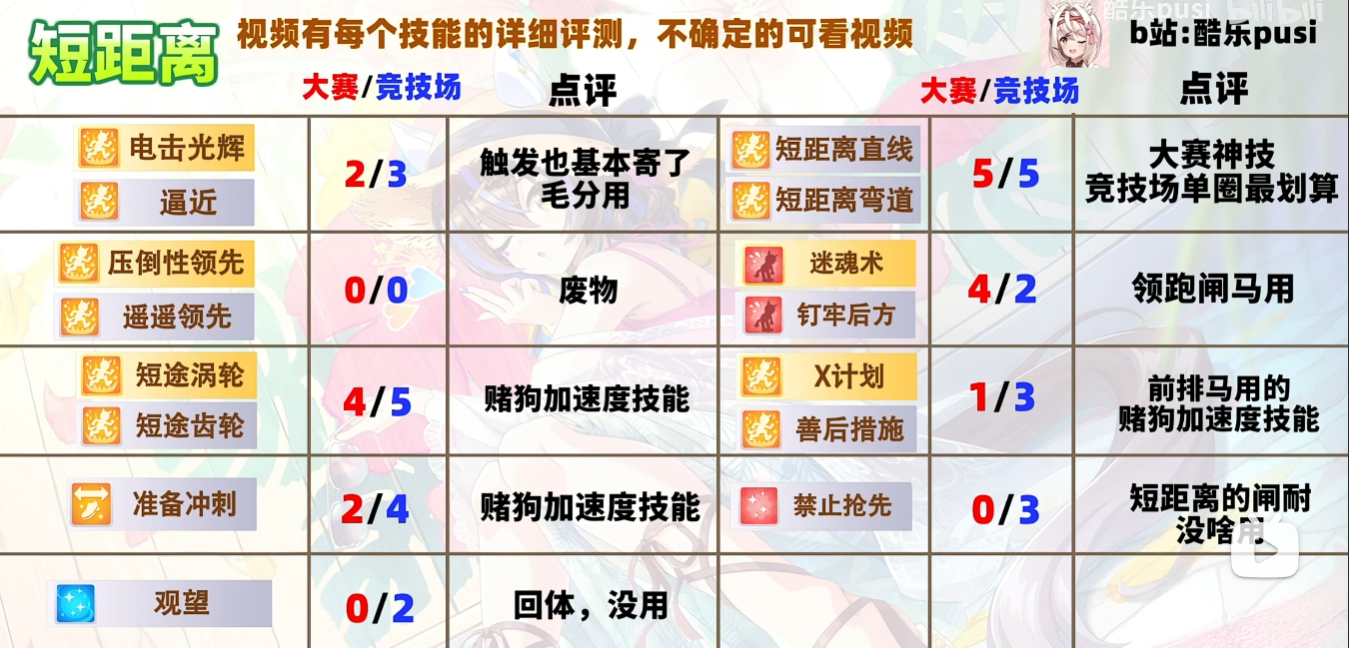 短距离
视频有每个技能的详细评测，不确定的可看视频
酷乐pusi bilibili
b站:酷乐pusi
大赛/竞技场
点评
大赛/竞技场
点评
电击光辉
逼近
2/3
触发也基本寄了
毛分用
短距离直线
短距离弯道
5/5
大赛神技
竞技场单圈最划算
压倒性领先
遥遥领先
0/0
废物
迷魂术
钉牢后方
4/2
领跑闸马用
短途涡轮
短途齿轮
4/5
赌狗加速度技能
X计划
善后措施
1/3
前排马用的
赌狗加速度技能
准备冲刺
2/4
赌狗加速度技能
禁止抢先
0/3
短距离的闸耐
没啥用
观望
0/2
回体，没用